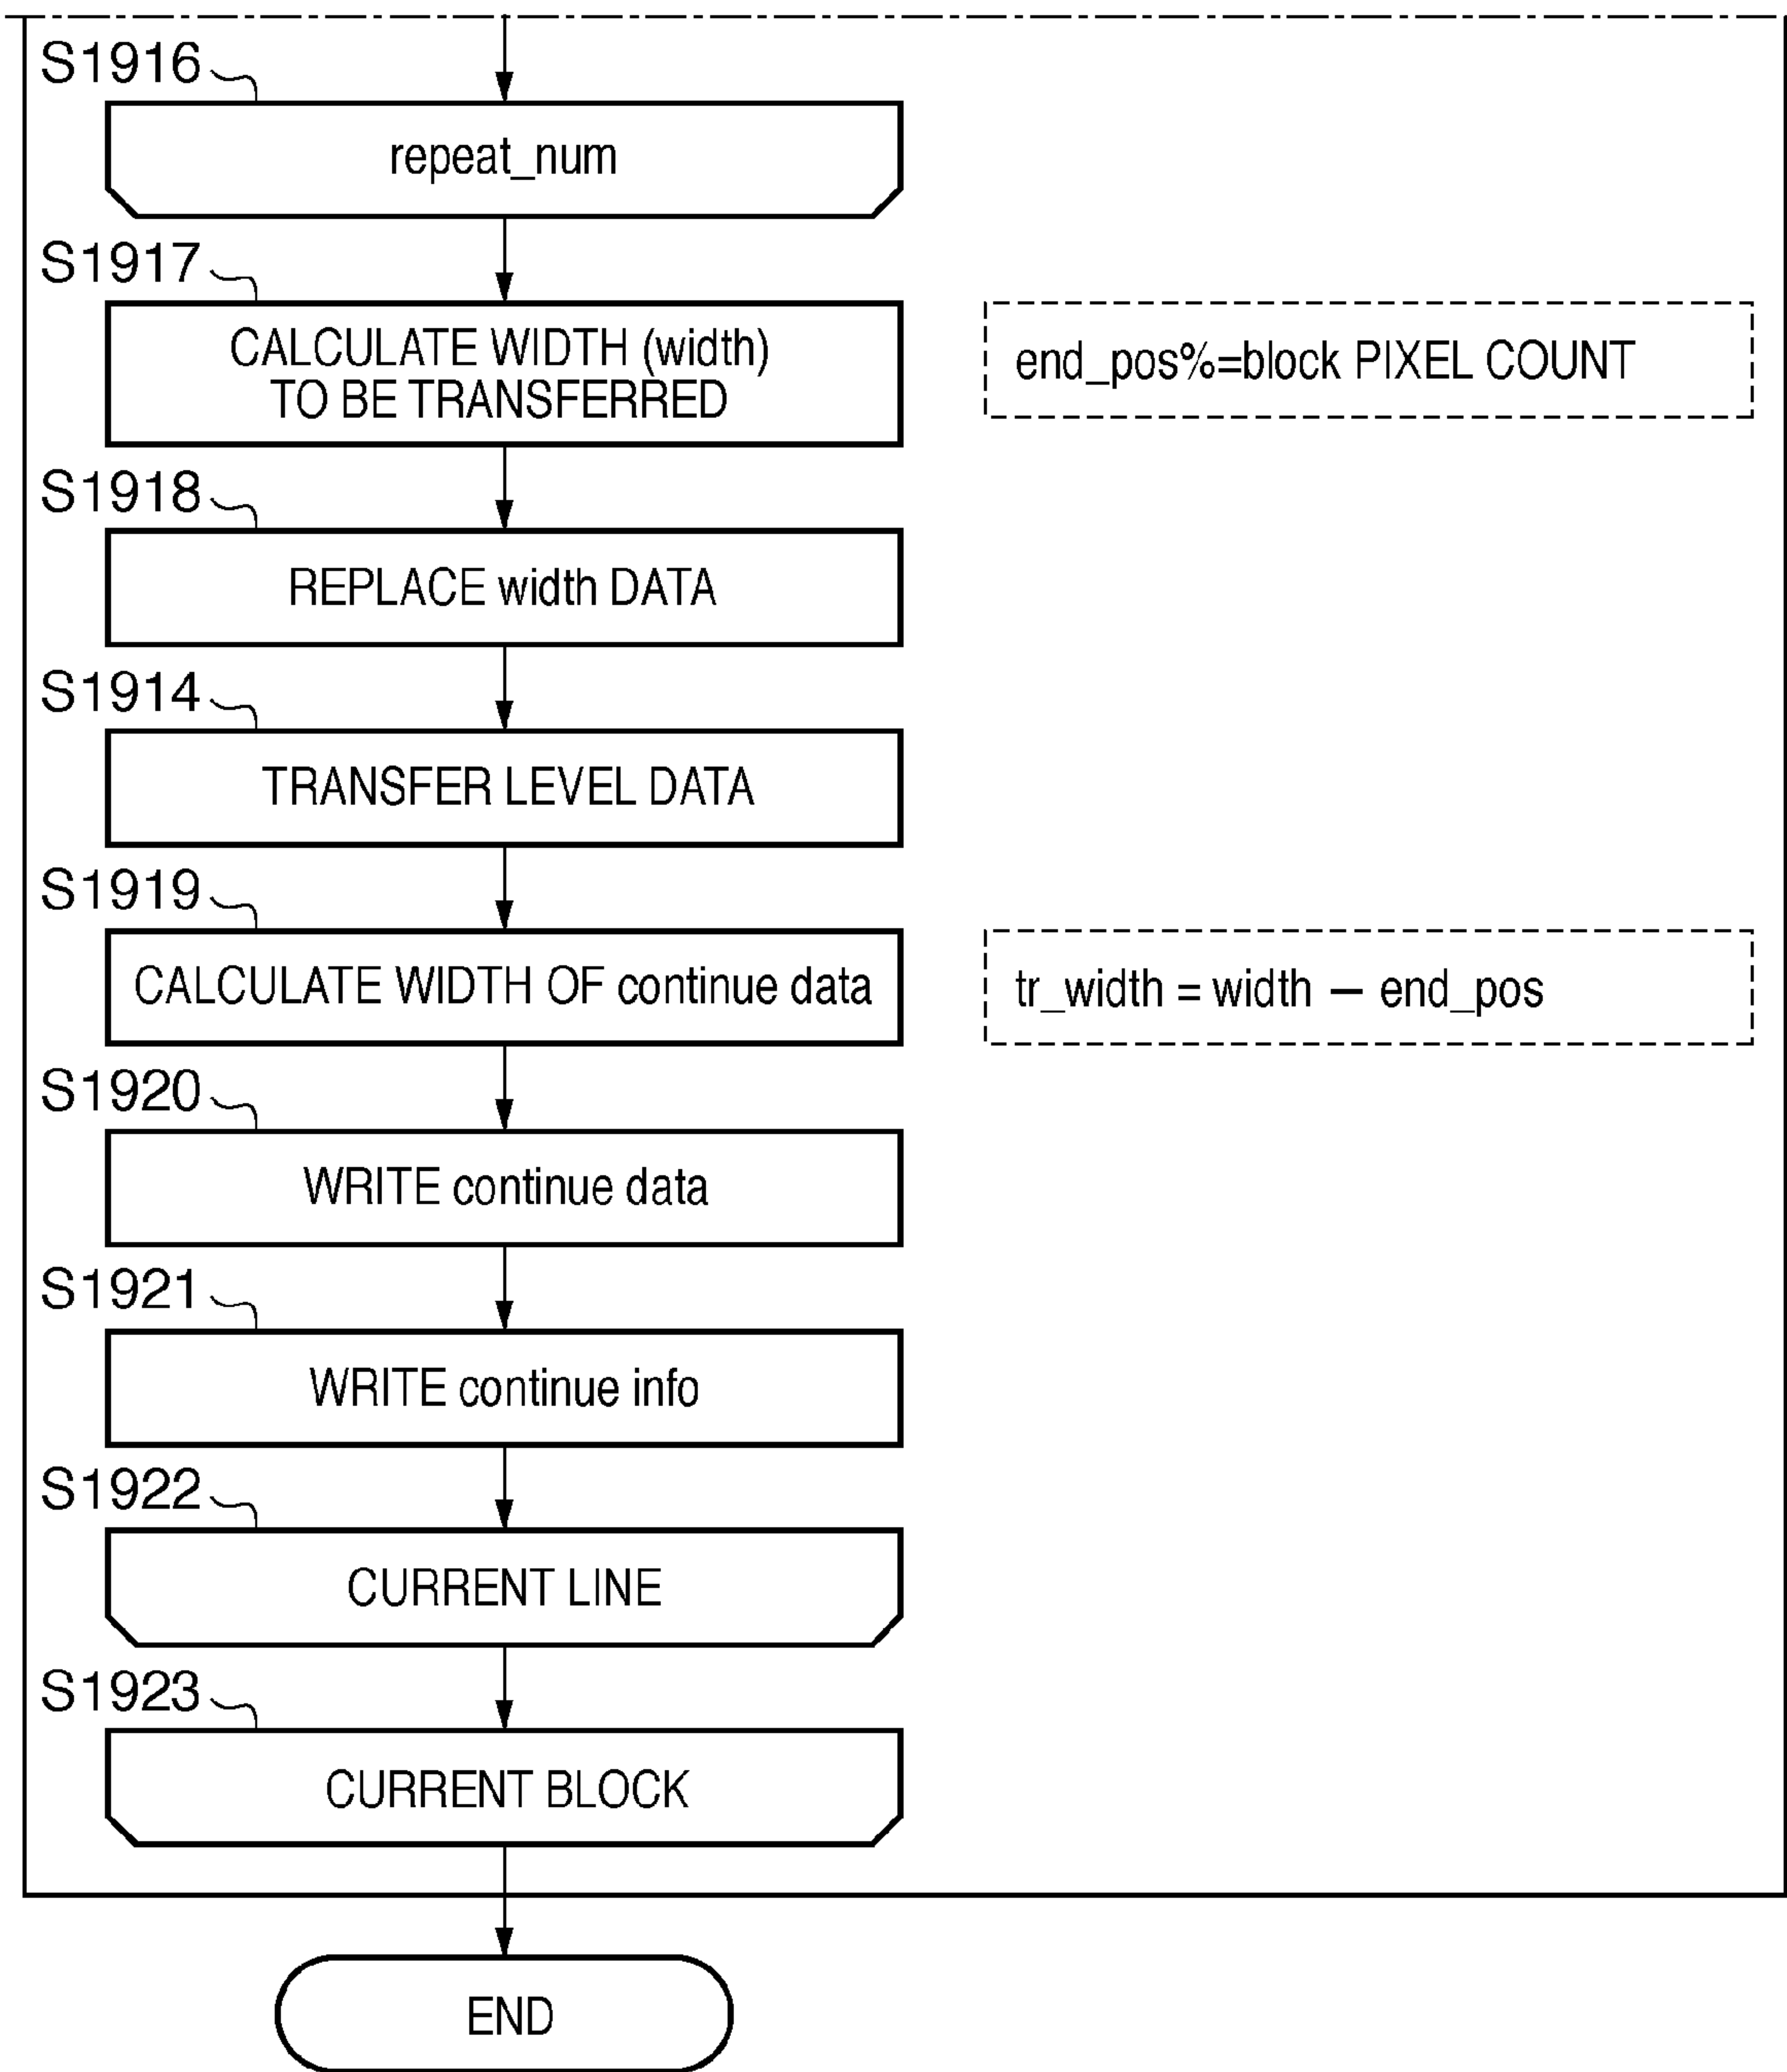 S1916
repeat_num
S1917
CALCULATE WIDTH (width)
TO BE TRANSFERRED
end_pos%=block PIXEL COUNT
S1918
REPLACE width DATA
S1914
TRANSFER LEVEL DATA
S1919
CALCULATE WIDTH OF continue data
tr_width = width — end_pos
S1920
WRITE continue data
S1921
WRITE continue info
S1922
CURRENT LINE
S1923
CURRENT BLOCK
END